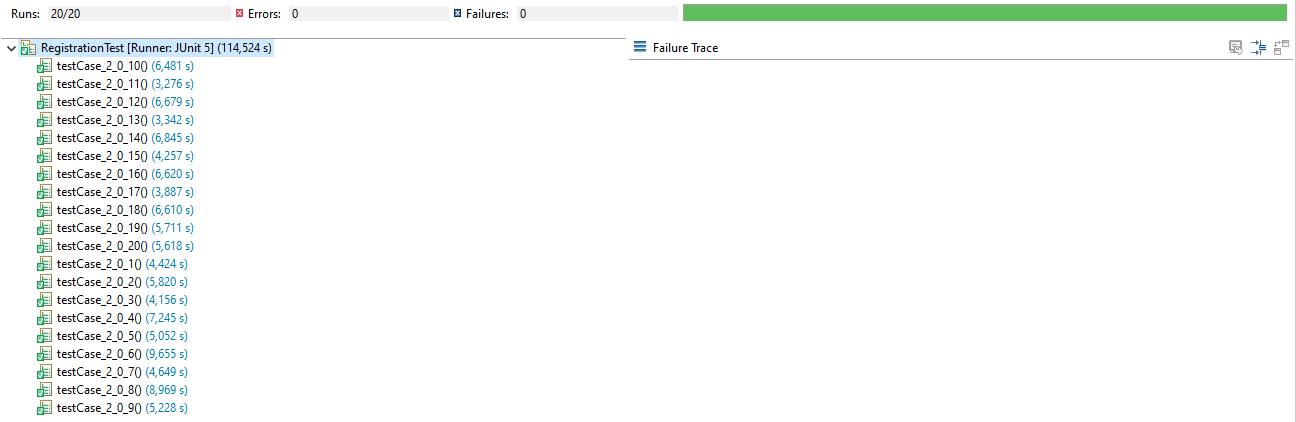 Runs: 20/20 Errors: 0 Failures: 0
RegistrationTest [Runner: JUnit 5] (114,524 s)
Failure Trace
testCase_2_0_10() (6,481 s)
testCase_2_0_11() (3,276 s)
testCase_2_0_12() (6,679 s)
testCase_2_0_13() (3,342 s)
testCase_2_0_14() (6,845 s)
testCase_2_0_15() (4,257 s)
testCase_2_0_16() (6,620 s)
testCase_2_0_17() (3,887 s)
testCase_2_0_18() (6,610 s)
testCase_2_0_19() (5,711 s)
testCase_2_0_20() (5,618 s)
testCase_2_0_1() (4,424 s)
testCase_2_0_2() (5,820 s)
testCase_2_0_3() (4,156 s)
testCase_2_0_4() (7,245 s)
testCase_2_0_5() (5,052 s)
testCase_2_0_6() (9,655 s)
testCase_2_0_7() (4,649 s)
testCase_2_0_8() (8,969 s)
testCase_2_0_9() (5,228 s)